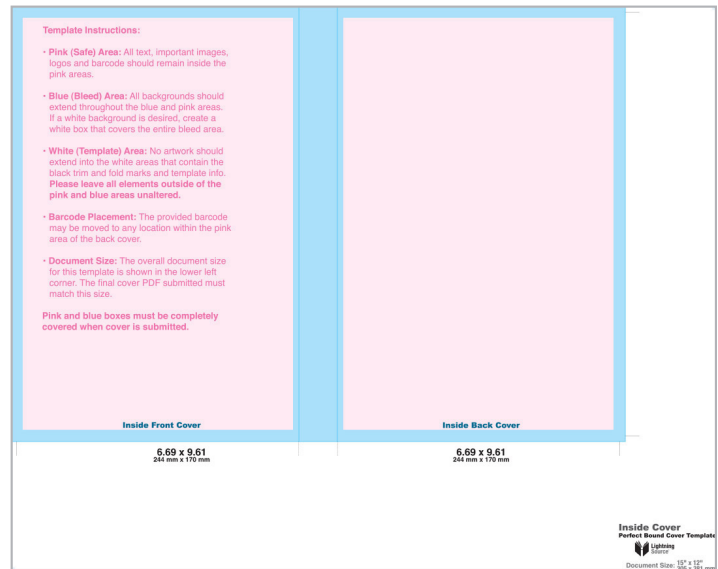 Template Instructions:
• Pink (Safe) Area: All text, important images,
logos and barcode should remain inside the
pink areas.
• Blue (Bleed) Area: All backgrounds should
extend throughout the blue and pink areas.
If a white background is desired, create a
white box that covers the entire bleed area.
• White (Template) Area: No artwork should
extend into the white areas that contain the
black trim and fold marks and template info.
Please leave all elements outside of the
pink and blue areas unaltered.
• Barcode Placement: The provided barcode
may be moved to any location within the pink
area of the back cover.
• Document Size: The overall document size
for this template is shown in the lower left
corner. The final cover PDF submitted must
match this size.
Pink and blue boxes must be completely
covered when cover is submitted.
Inside Front Cover
Inside Back Cover
6.69 x 9.61
244 mm x 170 mm
6.69 x 9.61
244 mm x 170 mm
Inside Cover
Perfect Bound Cover Template
Lightning
Source
Document Size: 15" x 12"
305 x 381 mm